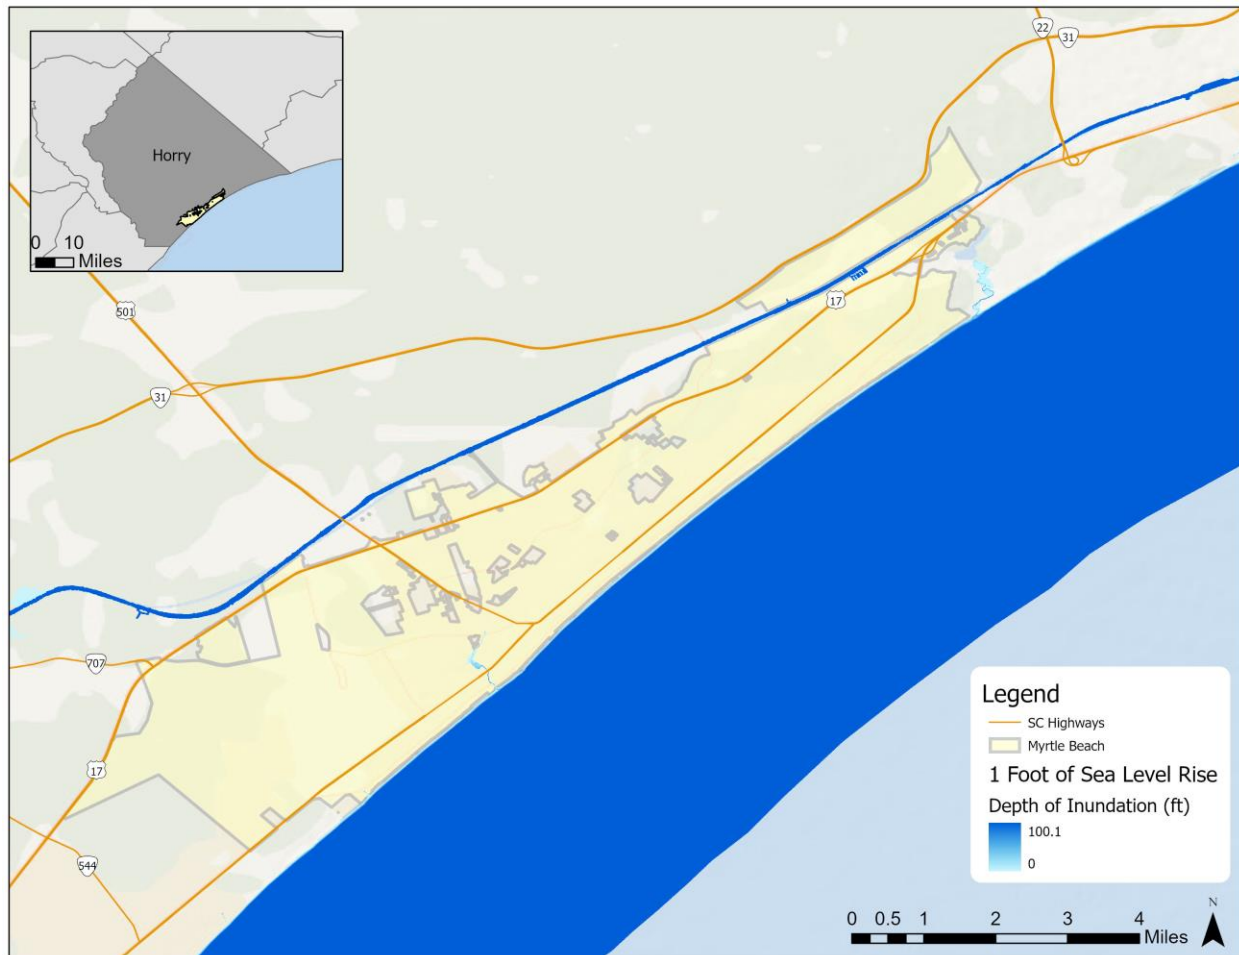 22
31
Horry
0 10
Miles
501
17
31
707
17
544
Legend
SC Highways
Myrtle Beach
1 Foot of Sea Level Rise
Depth of Inundation (ft)
100.1
0
N
0 0.5 1 2 3 4
Miles